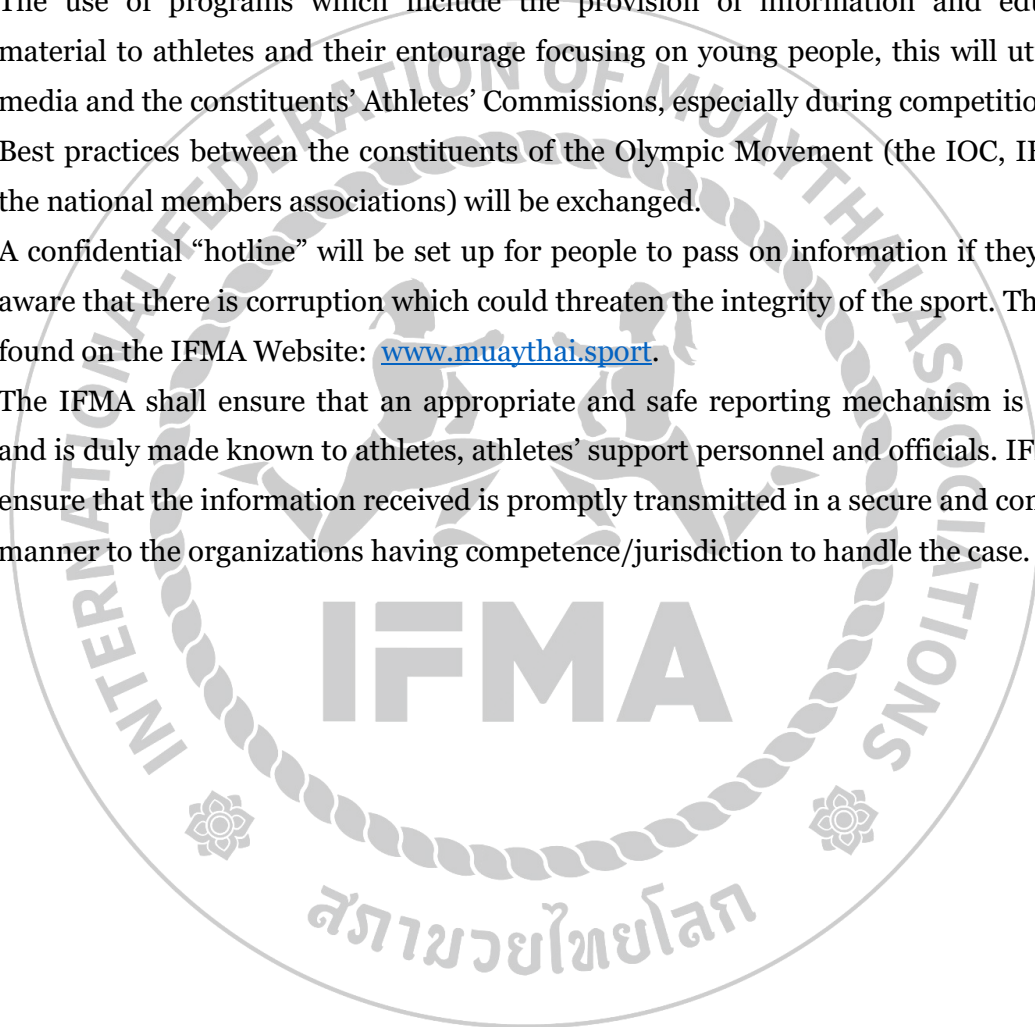 The use of programs which include the provision of information and edu
material to athletes and their entourage focusing on young people, this will ut
media and the constituents’ Athletes’ Commissions, especially during competitio
Best practices between the constituents of the Olympic Movement (the IOC, IF
the national members associations) will be exchanged.
A confidential “hotline” will be set up for people to pass on information if they
aware that there is corruption which could threaten the integrity of the sport. Th
found on the IFMA Website: www.muaythai.sport.
The IFMA shall ensure that an appropriate and safe reporting mechanism is
and is duly made known to athletes, athletes’ support personnel and officials. IF
ensure that the information received is promptly transmitted in a secure and con
manner to the organizations having competence/jurisdiction to handle the case.
INTERNATIONAL FEDERATION OF MUAYTHAI ASSOCIATIONS
IFMA
สภามวยไทยโลก